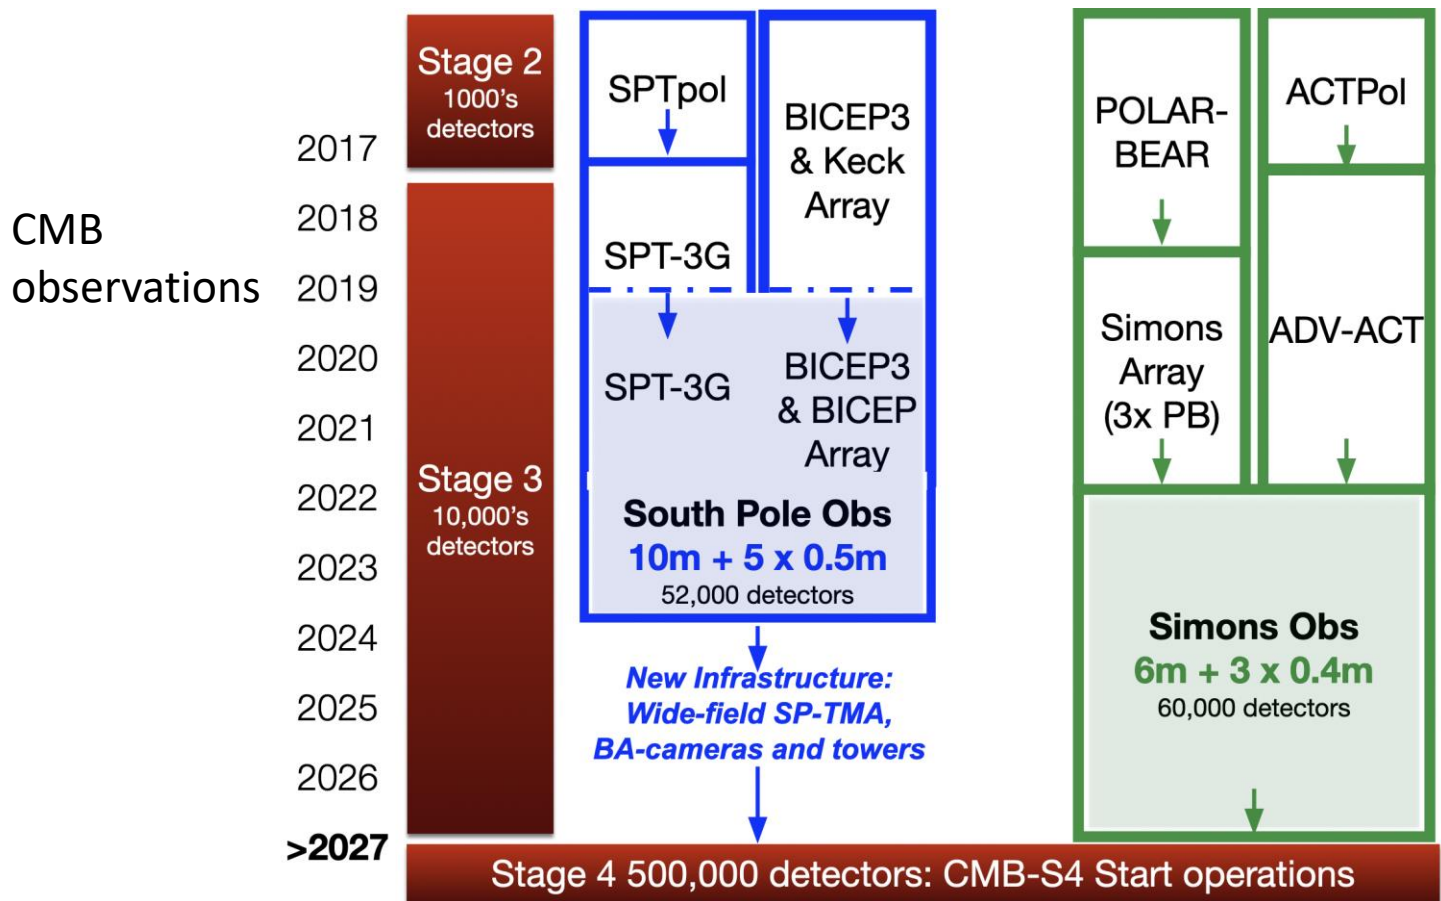 CMB
observations
2017
2018
2019
2020
2021
2022
2023
2024
2025
2026
>2027
Stage 2
1000's
detectors
Stage 3
10,000's
detectors
SPTpol
SPT-3G
SPT-3G
BICEP3
& Keck
Array
BICEP3
& BICEP
Array
South Pole Obs
10m + 5 x 0.5m
52,000 detectors
New Infrastructure:
Wide-field SP-TMA,
BA-cameras and towers
POLAR-
BEAR
Simons
Array
(3x PB)
ACTPol
ADV-ACT
Simons Obs
6m + 3 x 0.4m
60,000 detectors
Stage 4 500,000 detectors: CMB-S4 Start operations